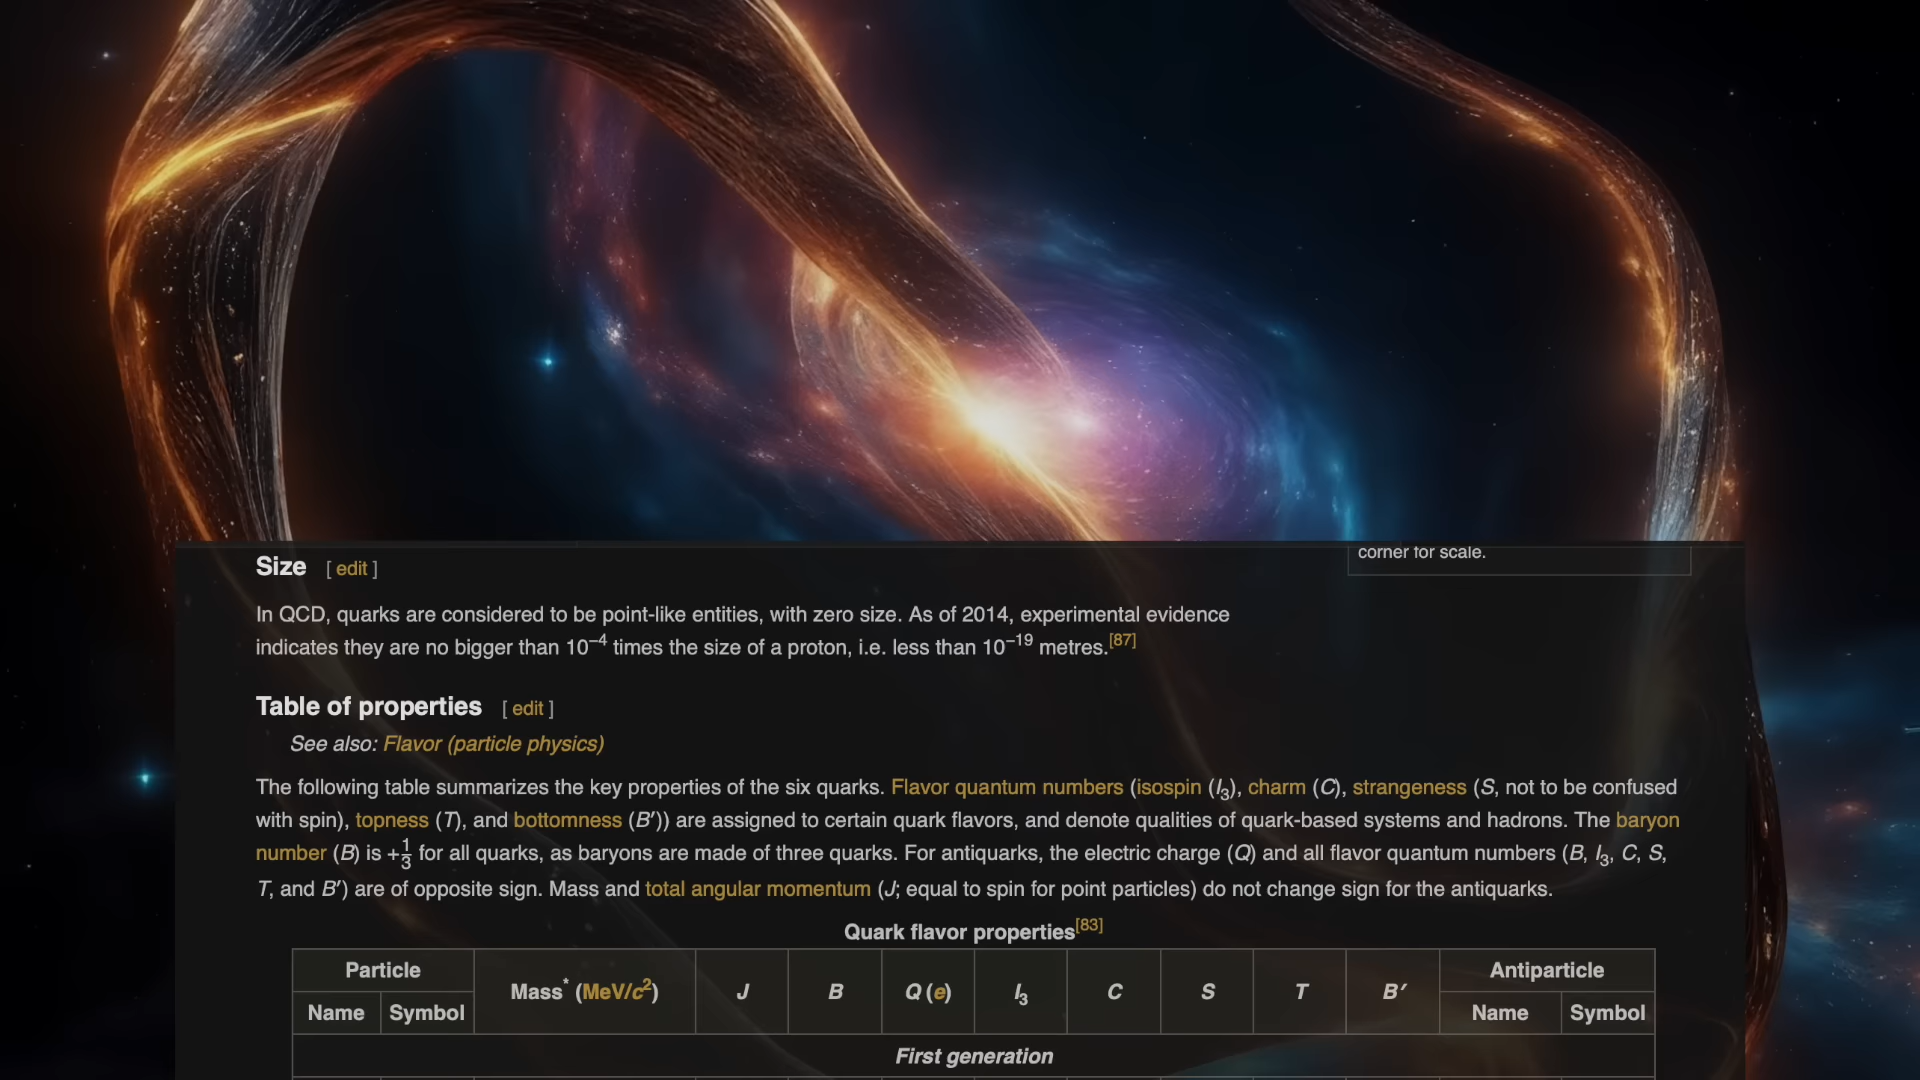 corner for scale.
Size [ edit ]
In QCD, quarks are considered to be point-like entities, with zero size. As of 2014, experimental evidence
indicates they are no bigger than 10⁻⁴ times the size of a proton, i.e. less than 10⁻¹⁹ metres.[87]
Table of properties [ edit ]
See also: Flavor (particle physics)
The following table summarizes the key properties of the six quarks. Flavor quantum numbers (isospin (I₃), charm (C), strangeness (S, not to be confused
with spin), topness (T), and bottomness (B′)) are assigned to certain quark flavors, and denote qualities of quark-based systems and hadrons. The baryon
number (B) is +1/3 for all quarks, as baryons are made of three quarks. For antiquarks, the electric charge (Q) and all flavor quantum numbers (B, I₃, C, S,
T, and B′) are of opposite sign. Mass and total angular momentum (J; equal to spin for point particles) do not change sign for the antiquarks.
Quark flavor properties[83]
Particle Mass* (MeV/c²) J B Q (e) I₃ C S T B′ Antiparticle
Name Symbol Name Symbol
First generation